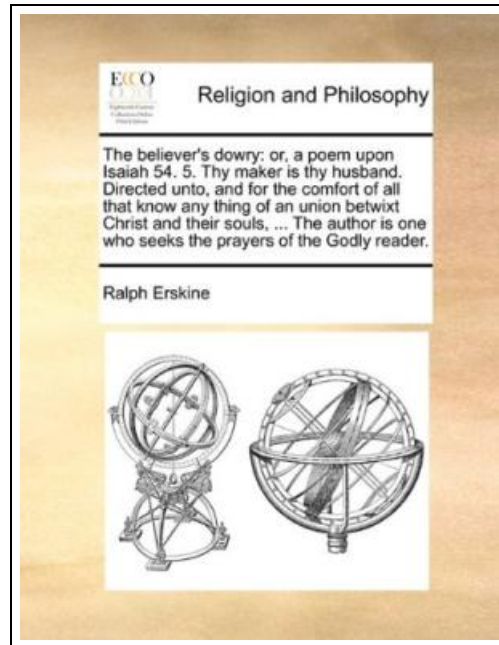 ECCO
Religion and Philosophy
The believer's dowry: or, a poem upon
Isaiah 54. 5. Thy maker is thy husband.
Directed unto, and for the comfort of all
that know any thing of an union betwixt
Christ and their souls, ... The author is one
who seeks the prayers of the Godly reader.
Ralph Erskine